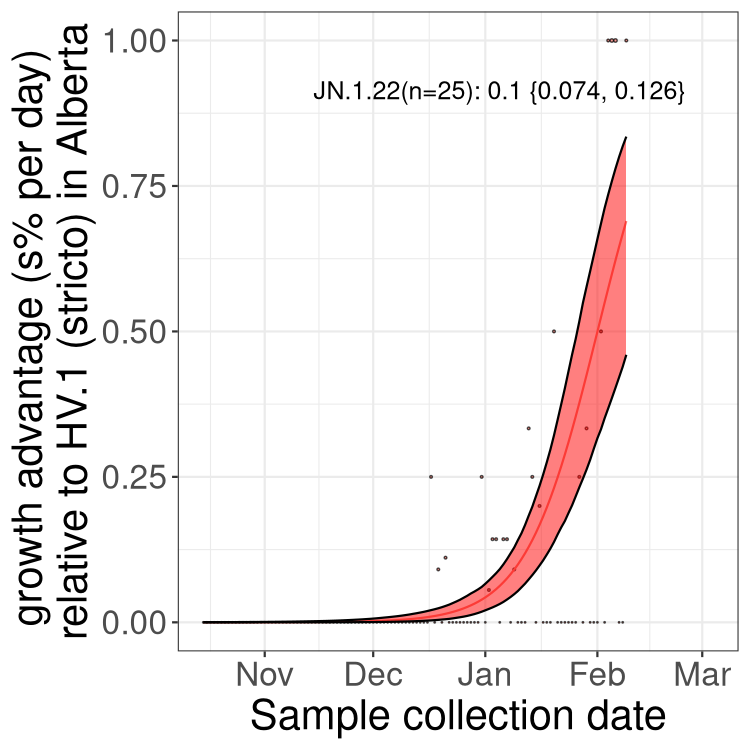 growth advantage (s% per day)
relative to HV.1 (stricto) in Alberta
1.00
0.75
0.50
0.25
0.00
JN.1.22(n=25): 0.1 {0.074, 0.126}
Nov Dec Jan Feb Mar
Sample collection date